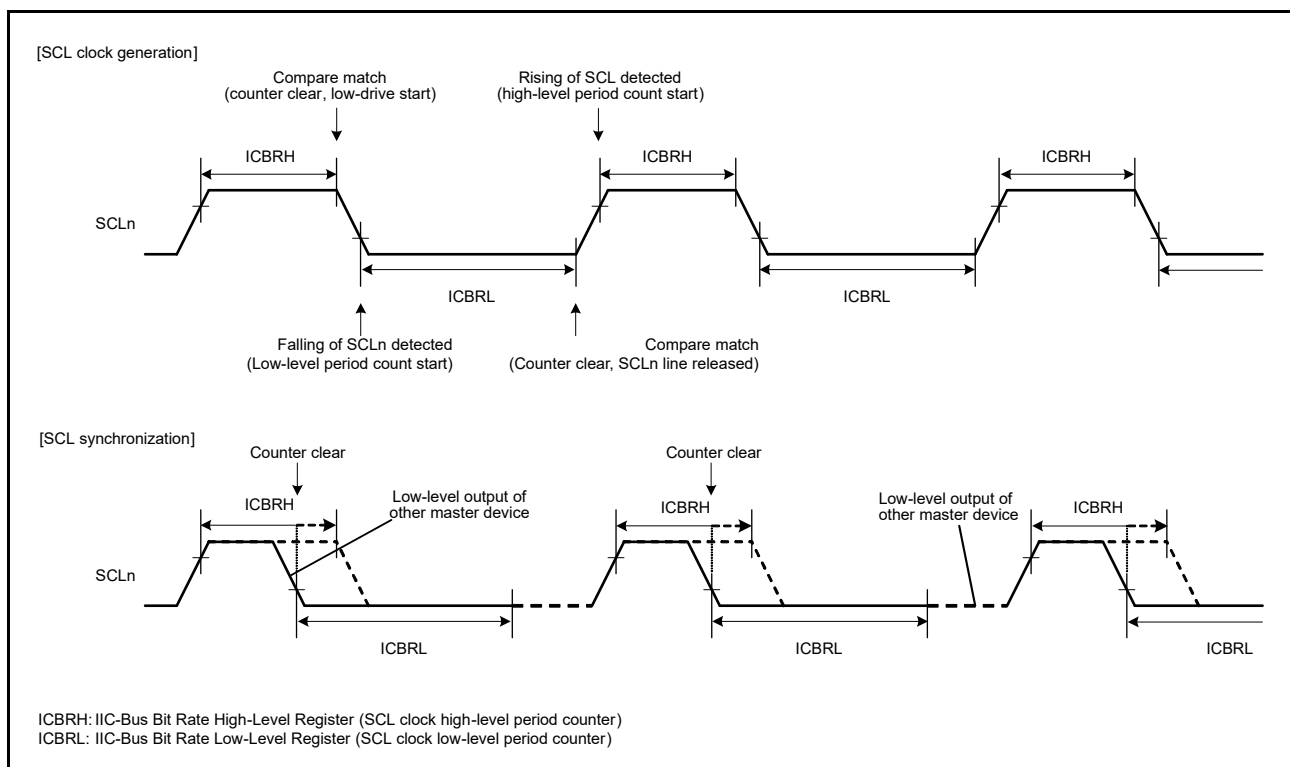 [SCL clock generation]
Compare match
(counter clear, low-drive start)
Rising of SCL detected
(high-level period count start)
ICBRH
ICBRH
ICBRH
SCLn
ICBRL
ICBRL
Falling of SCLn detected
(Low-level period count start)
Compare match
(Counter clear, SCLn line released)
[SCL synchronization]
Counter clear
Counter clear
ICBRH
Low-level output of
other master device
ICBRH
Low-level output of
other master device
ICBRH
SCLn
ICBRL
ICBRL
ICBRL
ICBRH: IIC-Bus Bit Rate High-Level Register (SCL clock high-level period counter)
ICBRL: IIC-Bus Bit Rate Low-Level Register (SCL clock low-level period counter)